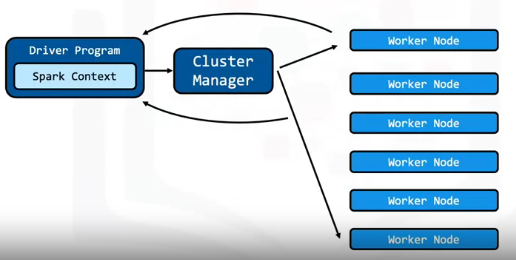 Driver Program
Spark Context
Cluster
Manager
Worker Node
Worker Node
Worker Node
Worker Node
Worker Node
Worker Node